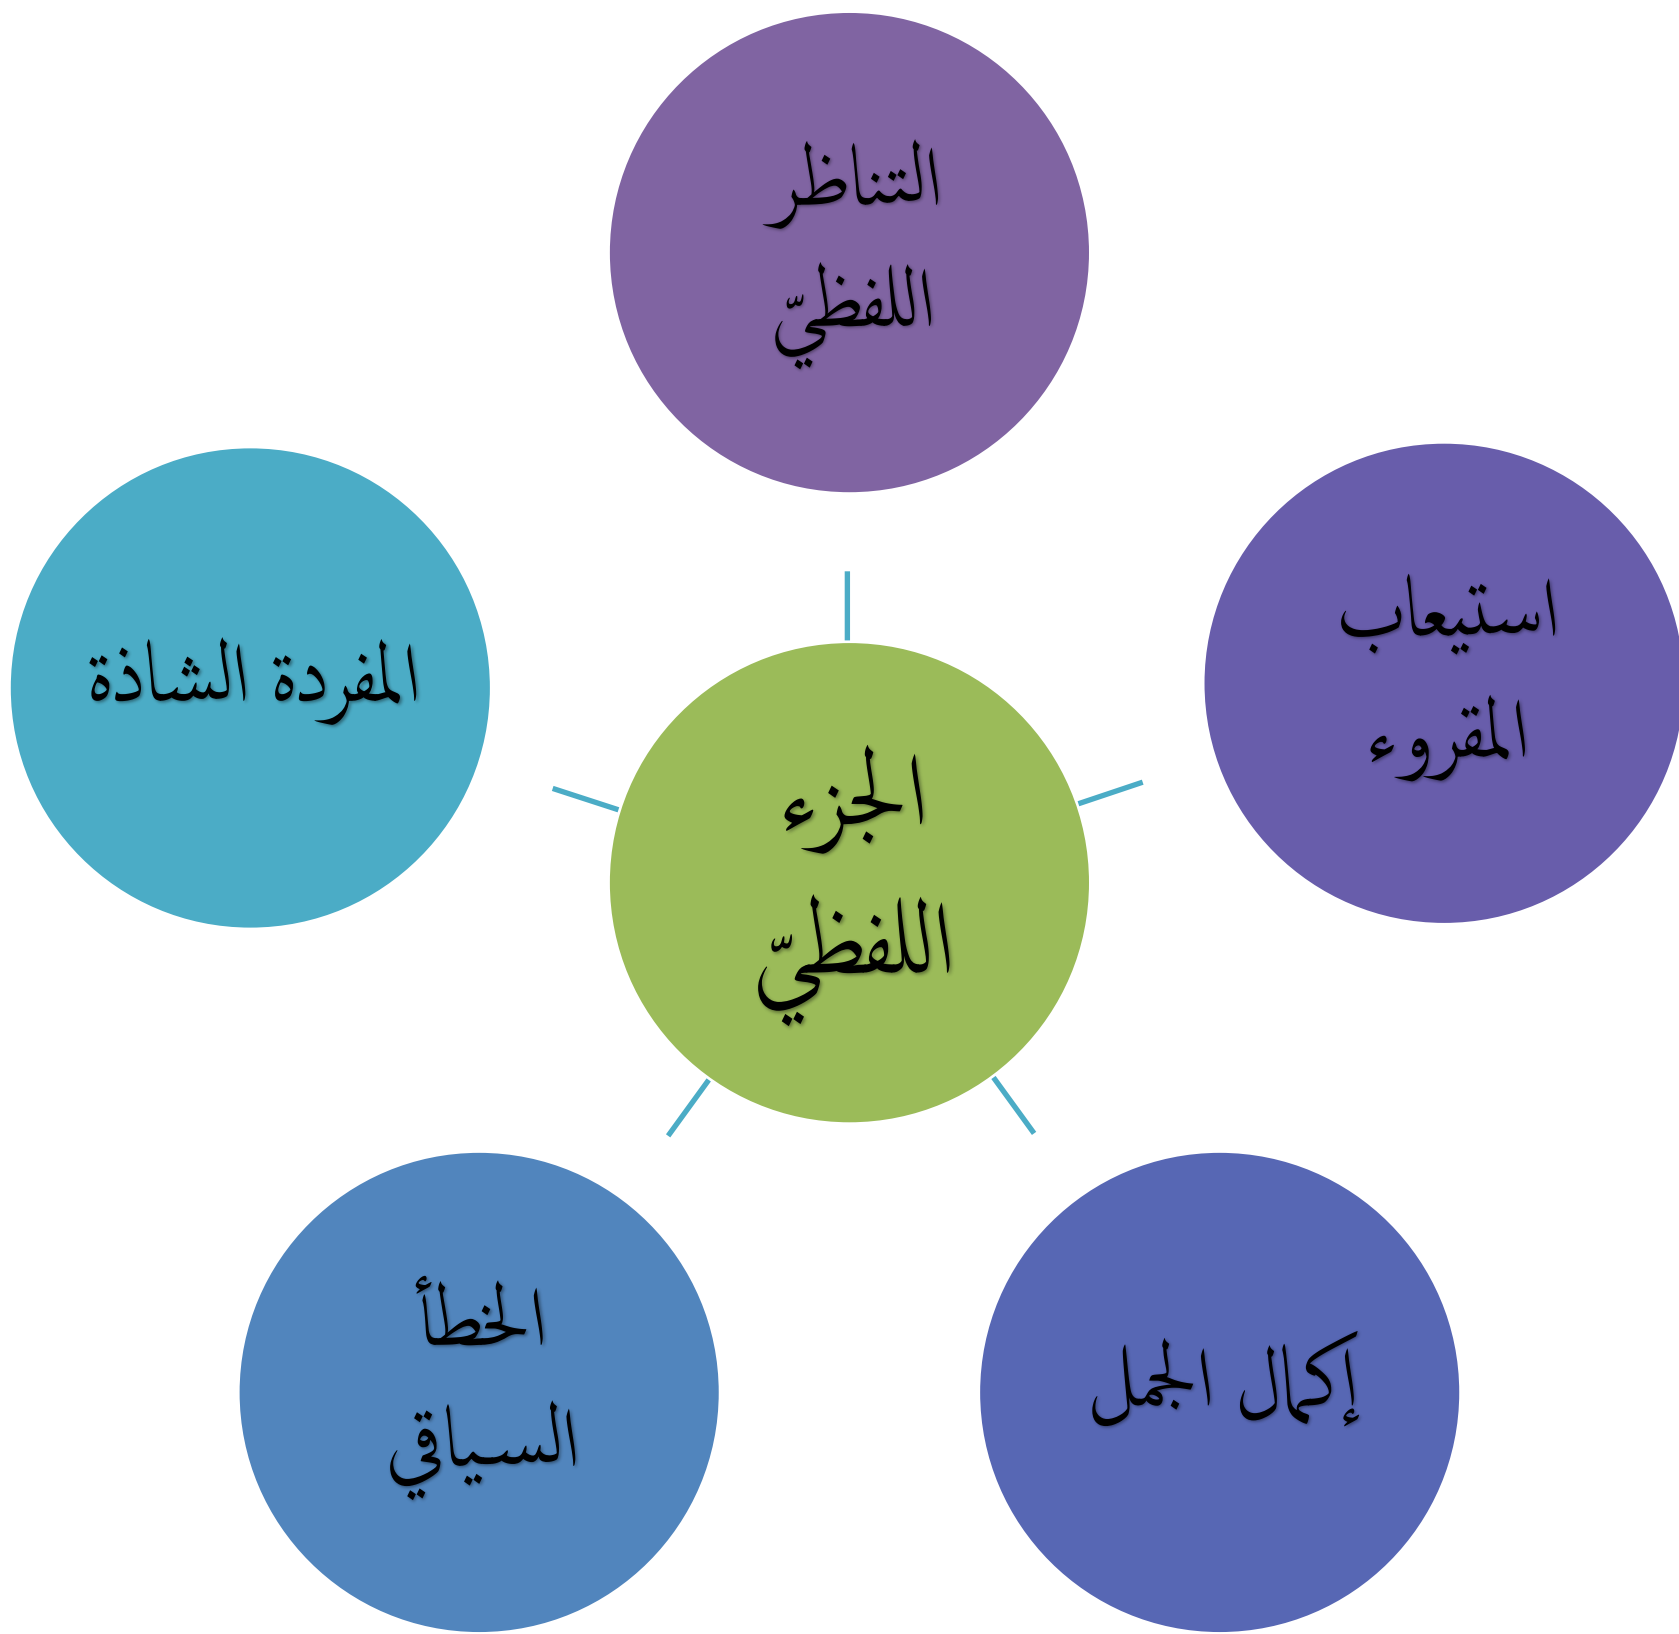 التناظر
اللفظيّ
استيعاب
المقروء
المفردة الشاذة
الجزء
اللفظيّ
إكمال الجمل
الخطأ
السياقي